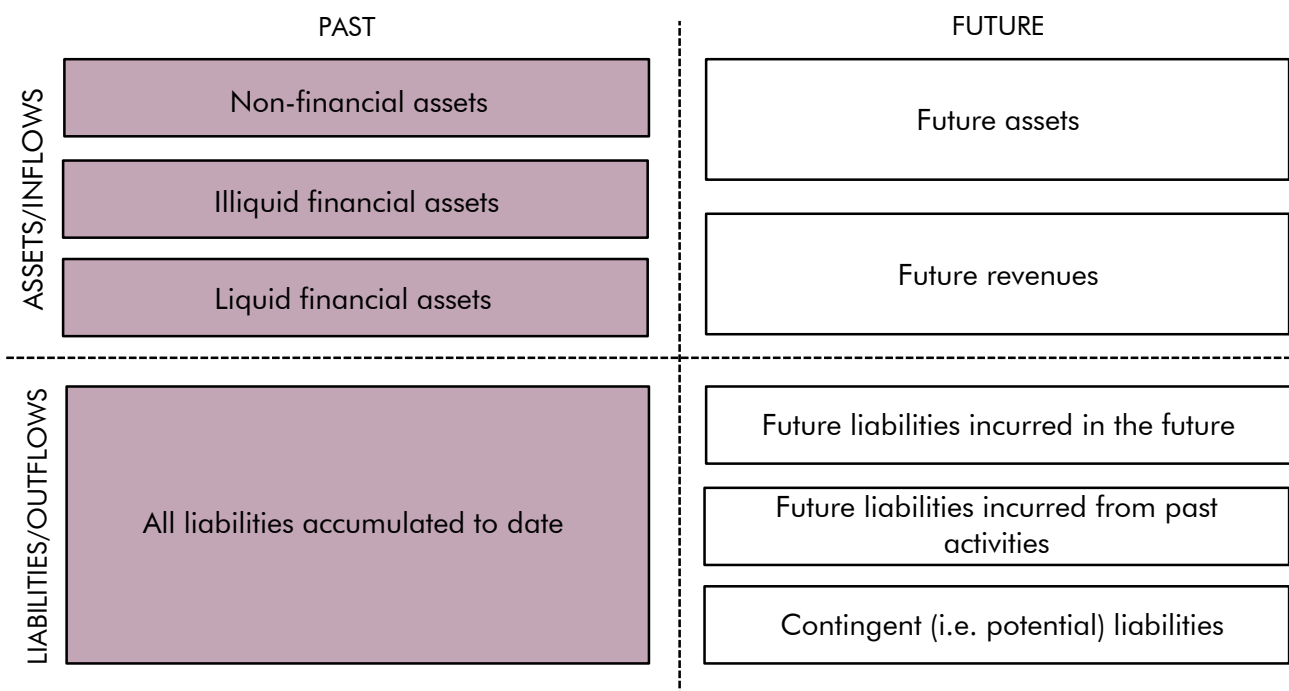 PAST
FUTURE
ASSETS/INFLOWS
Non-financial assets
Illiquid financial assets
Liquid financial assets
Future assets
Future revenues
LIABILITIES/OUTFLOWS
All liabilities accumulated to date
Future liabilities incurred in the future
Future liabilities incurred from past
activities
Contingent (i.e. potential) liabilities